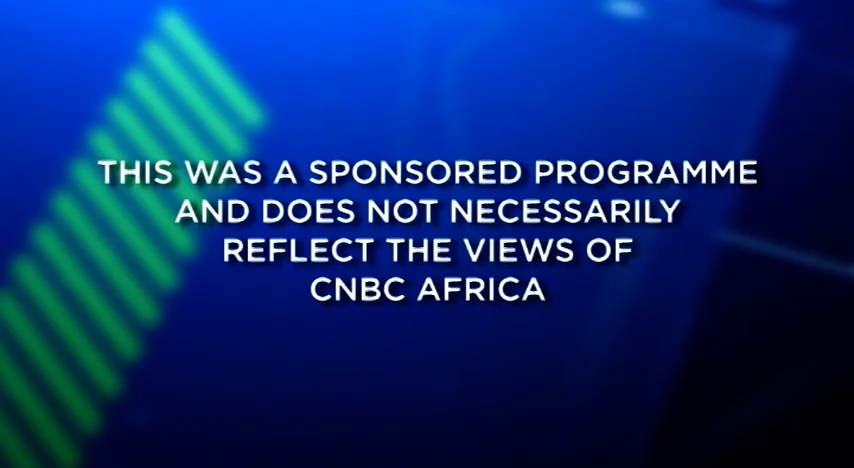 THIS WAS A SPONSORED PROGRAMME
AND DOES NOT NECESSARILY
REFLECT THE VIEWS OF
CNBC AFRICA